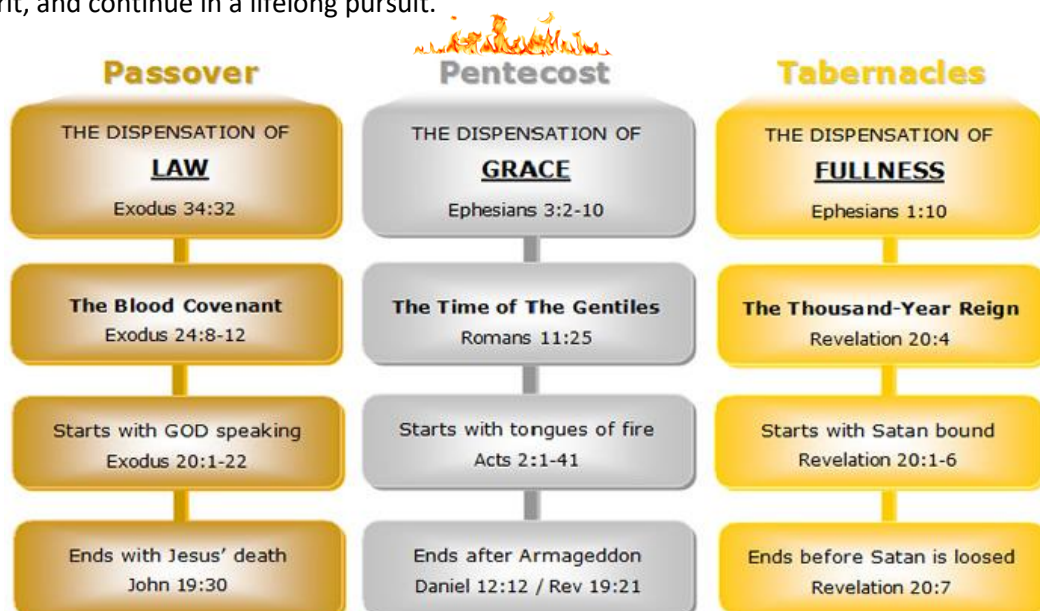 rit, and continue in a lifelong pursuit.
Passover
THE DISPENSATION OF
LAW
Exodus 34:32
The Blood Covenant
Exodus 24:8-12
Starts with GOD speaking
Exodus 20:1-22
Ends with Jesus' death
John 19:30
Pentecost
THE DISPENSATION OF
GRACE
Ephesians 3:2-10
The Time of The Gentiles
Romans 11:25
Starts with tongues of fire
Acts 2:1-41
Ends after Armageddon
Daniel 12:12 / Rev 19:21
Tabernacles
THE DISPENSATION OF
FULLNESS
Ephesians 1:10
The Thousand-Year Reign
Revelation 20:4
Starts with Satan bound
Revelation 20:1-6
Ends before Satan is loosed
Revelation 20:7